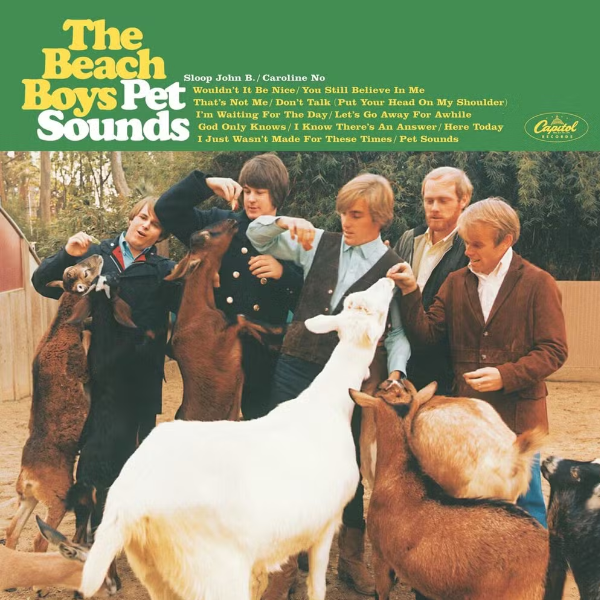 The
Beach
Boys Pet
Sounds
Sloop John B. / Caroline No
Wouldn't It Be Nice / You Still Believe In Me
That's Not Me / Don't Talk (Put Your Head On My Shoulder)
I'm Waiting For The Day / Let's Go Away For Awhile
God Only Knows / I Know There's An Answer / Here Today
I Just Wasn't Made For These Times / Pet Sounds
Capitol
RECORDS